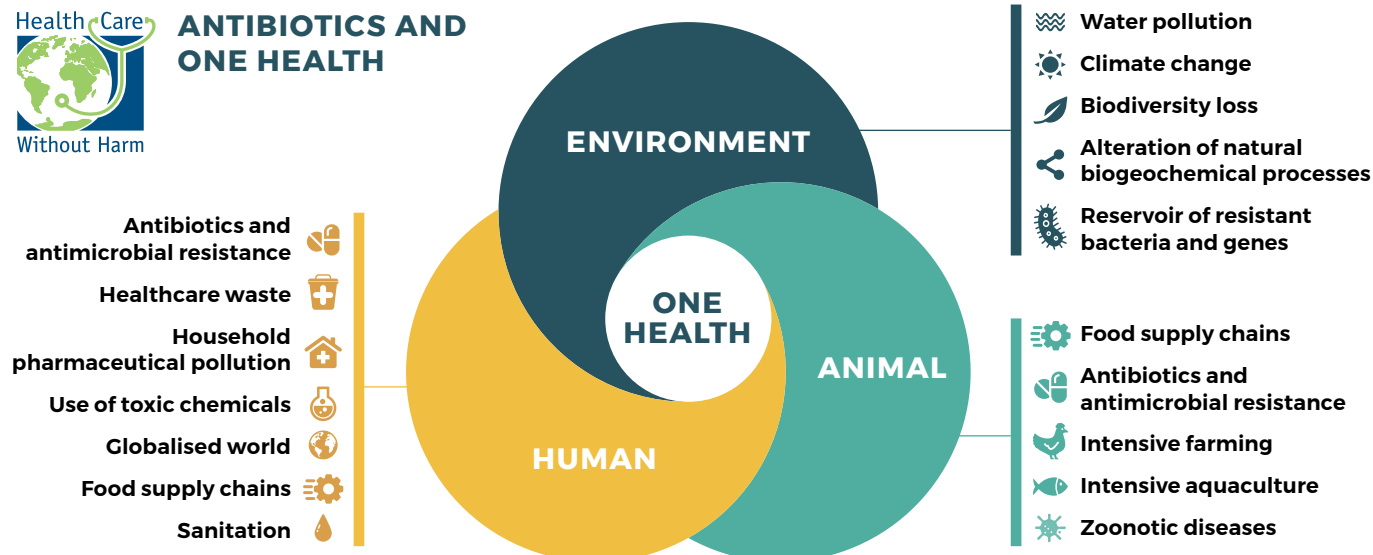 Health Care
Without Harm
ANTIBIOTICS AND
ONE HEALTH
ENVIRONMENT
ONE
HEALTH
ANIMAL
HUMAN
Antibiotics and
antimicrobial resistance
Healthcare waste
Household
pharmaceutical pollution
Use of toxic chemicals
Globalised world
Food supply chains
Sanitation
Water pollution
Climate change
Biodiversity loss
Alteration of natural
biogeochemical processes
Reservoir of resistant
bacteria and genes
Food supply chains
Antibiotics and
antimicrobial resistance
Intensive farming
Intensive aquaculture
Zoonotic diseases